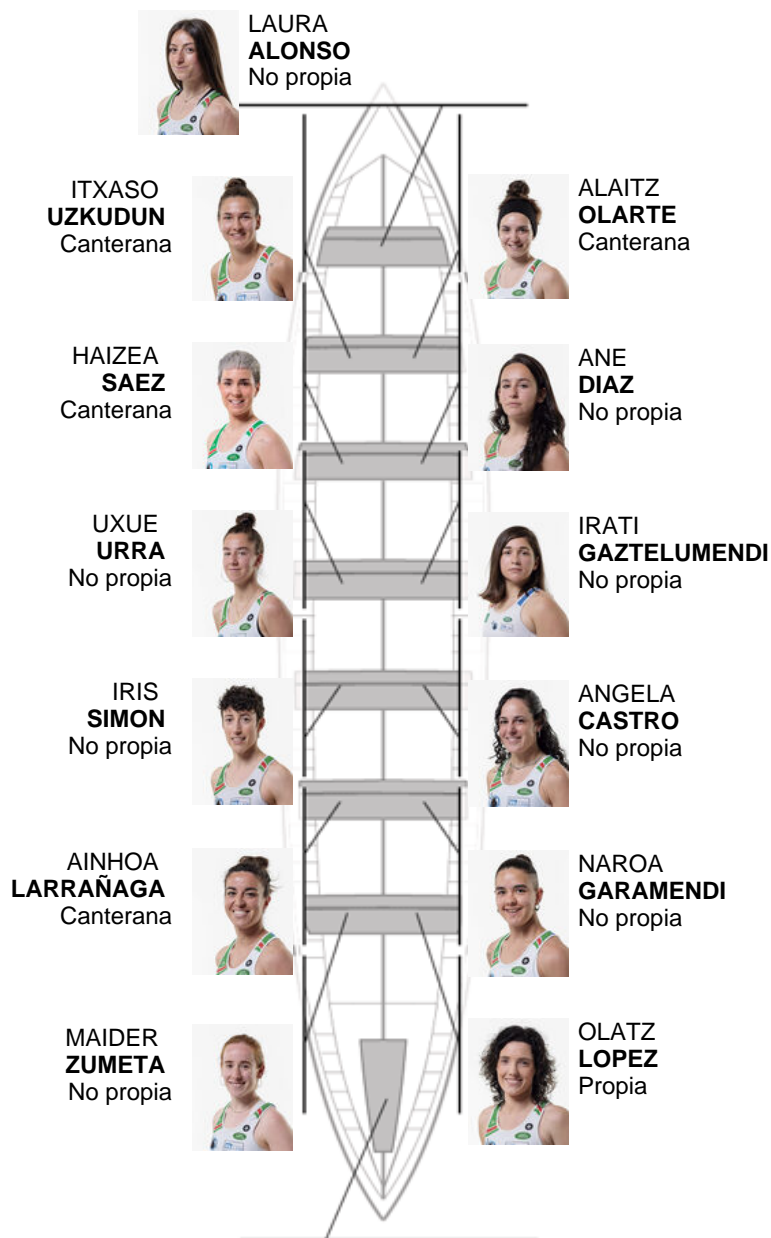 LAURA
ALONSO
No propia
ITXASO
UZKUDUN
Canterana
ALAITZ
OLARTE
Canterana
HAIZEA
SAEZ
Canterana
ANE
DIAZ
No propia
UXUE
URRA
No propia
IRATI
GAZTELUMENDI
No propia
IRIS
SIMON
No propia
ANGELA
CASTRO
No propia
AINHOA
LARRAÑAGA
Canterana
NAROA
GARAMENDI
No propia
MAIDER
ZUMETA
No propia
OLATZ
LOPEZ
Propia